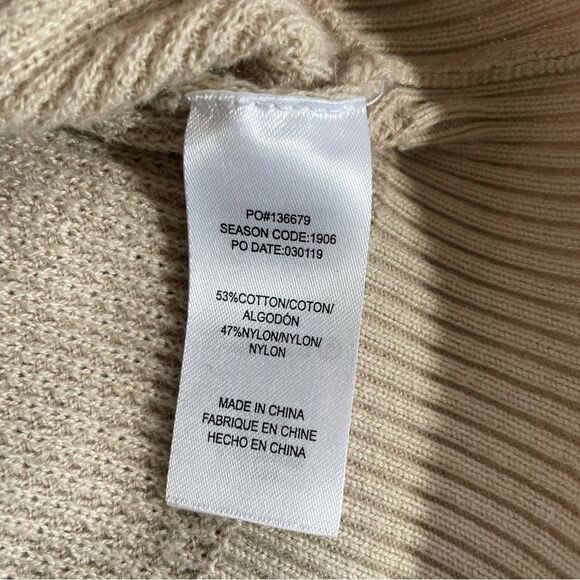 PO#136679
SEASON CODE:1906
PO DATE:030119
53%COTTON/COTON/
ALGODÓN
47%NYLON/NYLON/
NYLON
MADE IN CHINA
FABRIQUE EN CHINE
HECHO EN CHINA